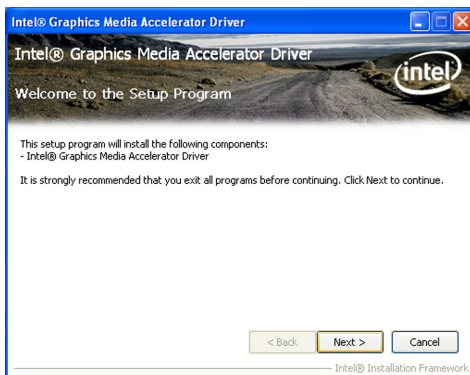 Intel® Graphics Media Accelerator Driver
Intel® Graphics Media Accelerator Driver
intel
Welcome to the Setup Program
This setup program will install the following components:
- Intel® Graphics Media Accelerator Driver
It is strongly recommended that you exit all programs before continuing. Click Next to continue.
< Back Next > Cancel
Intel® Installation Framework